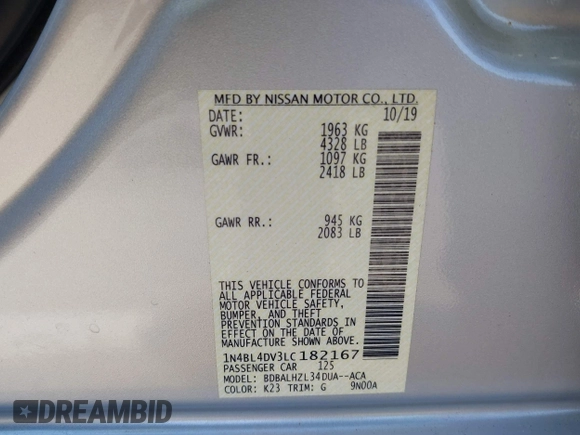 MFD BY NISSAN MOTOR CO., LTD.
DATE: 10/19
GVWR: 1963 KG
4328 LB
GAWR FR.: 1097 KG
2418 LB
GAWR RR.: 945 KG
2083 LB
THIS VEHICLE CONFORMS TO
ALL APPLICABLE FEDERAL
MOTOR VEHICLE SAFETY,
BUMPER, AND THEFT
PREVENTION STANDARDS IN
EFFECT ON THE DATE OF
MANUFACTURE SHOWN ABOVE.
1N4BL4DV3LC182167
PASSENGER CAR 125
MODEL: BDBALHZL34DUA--ACA
COLOR: K23 TRIM: G 9N00A
DREAMBID